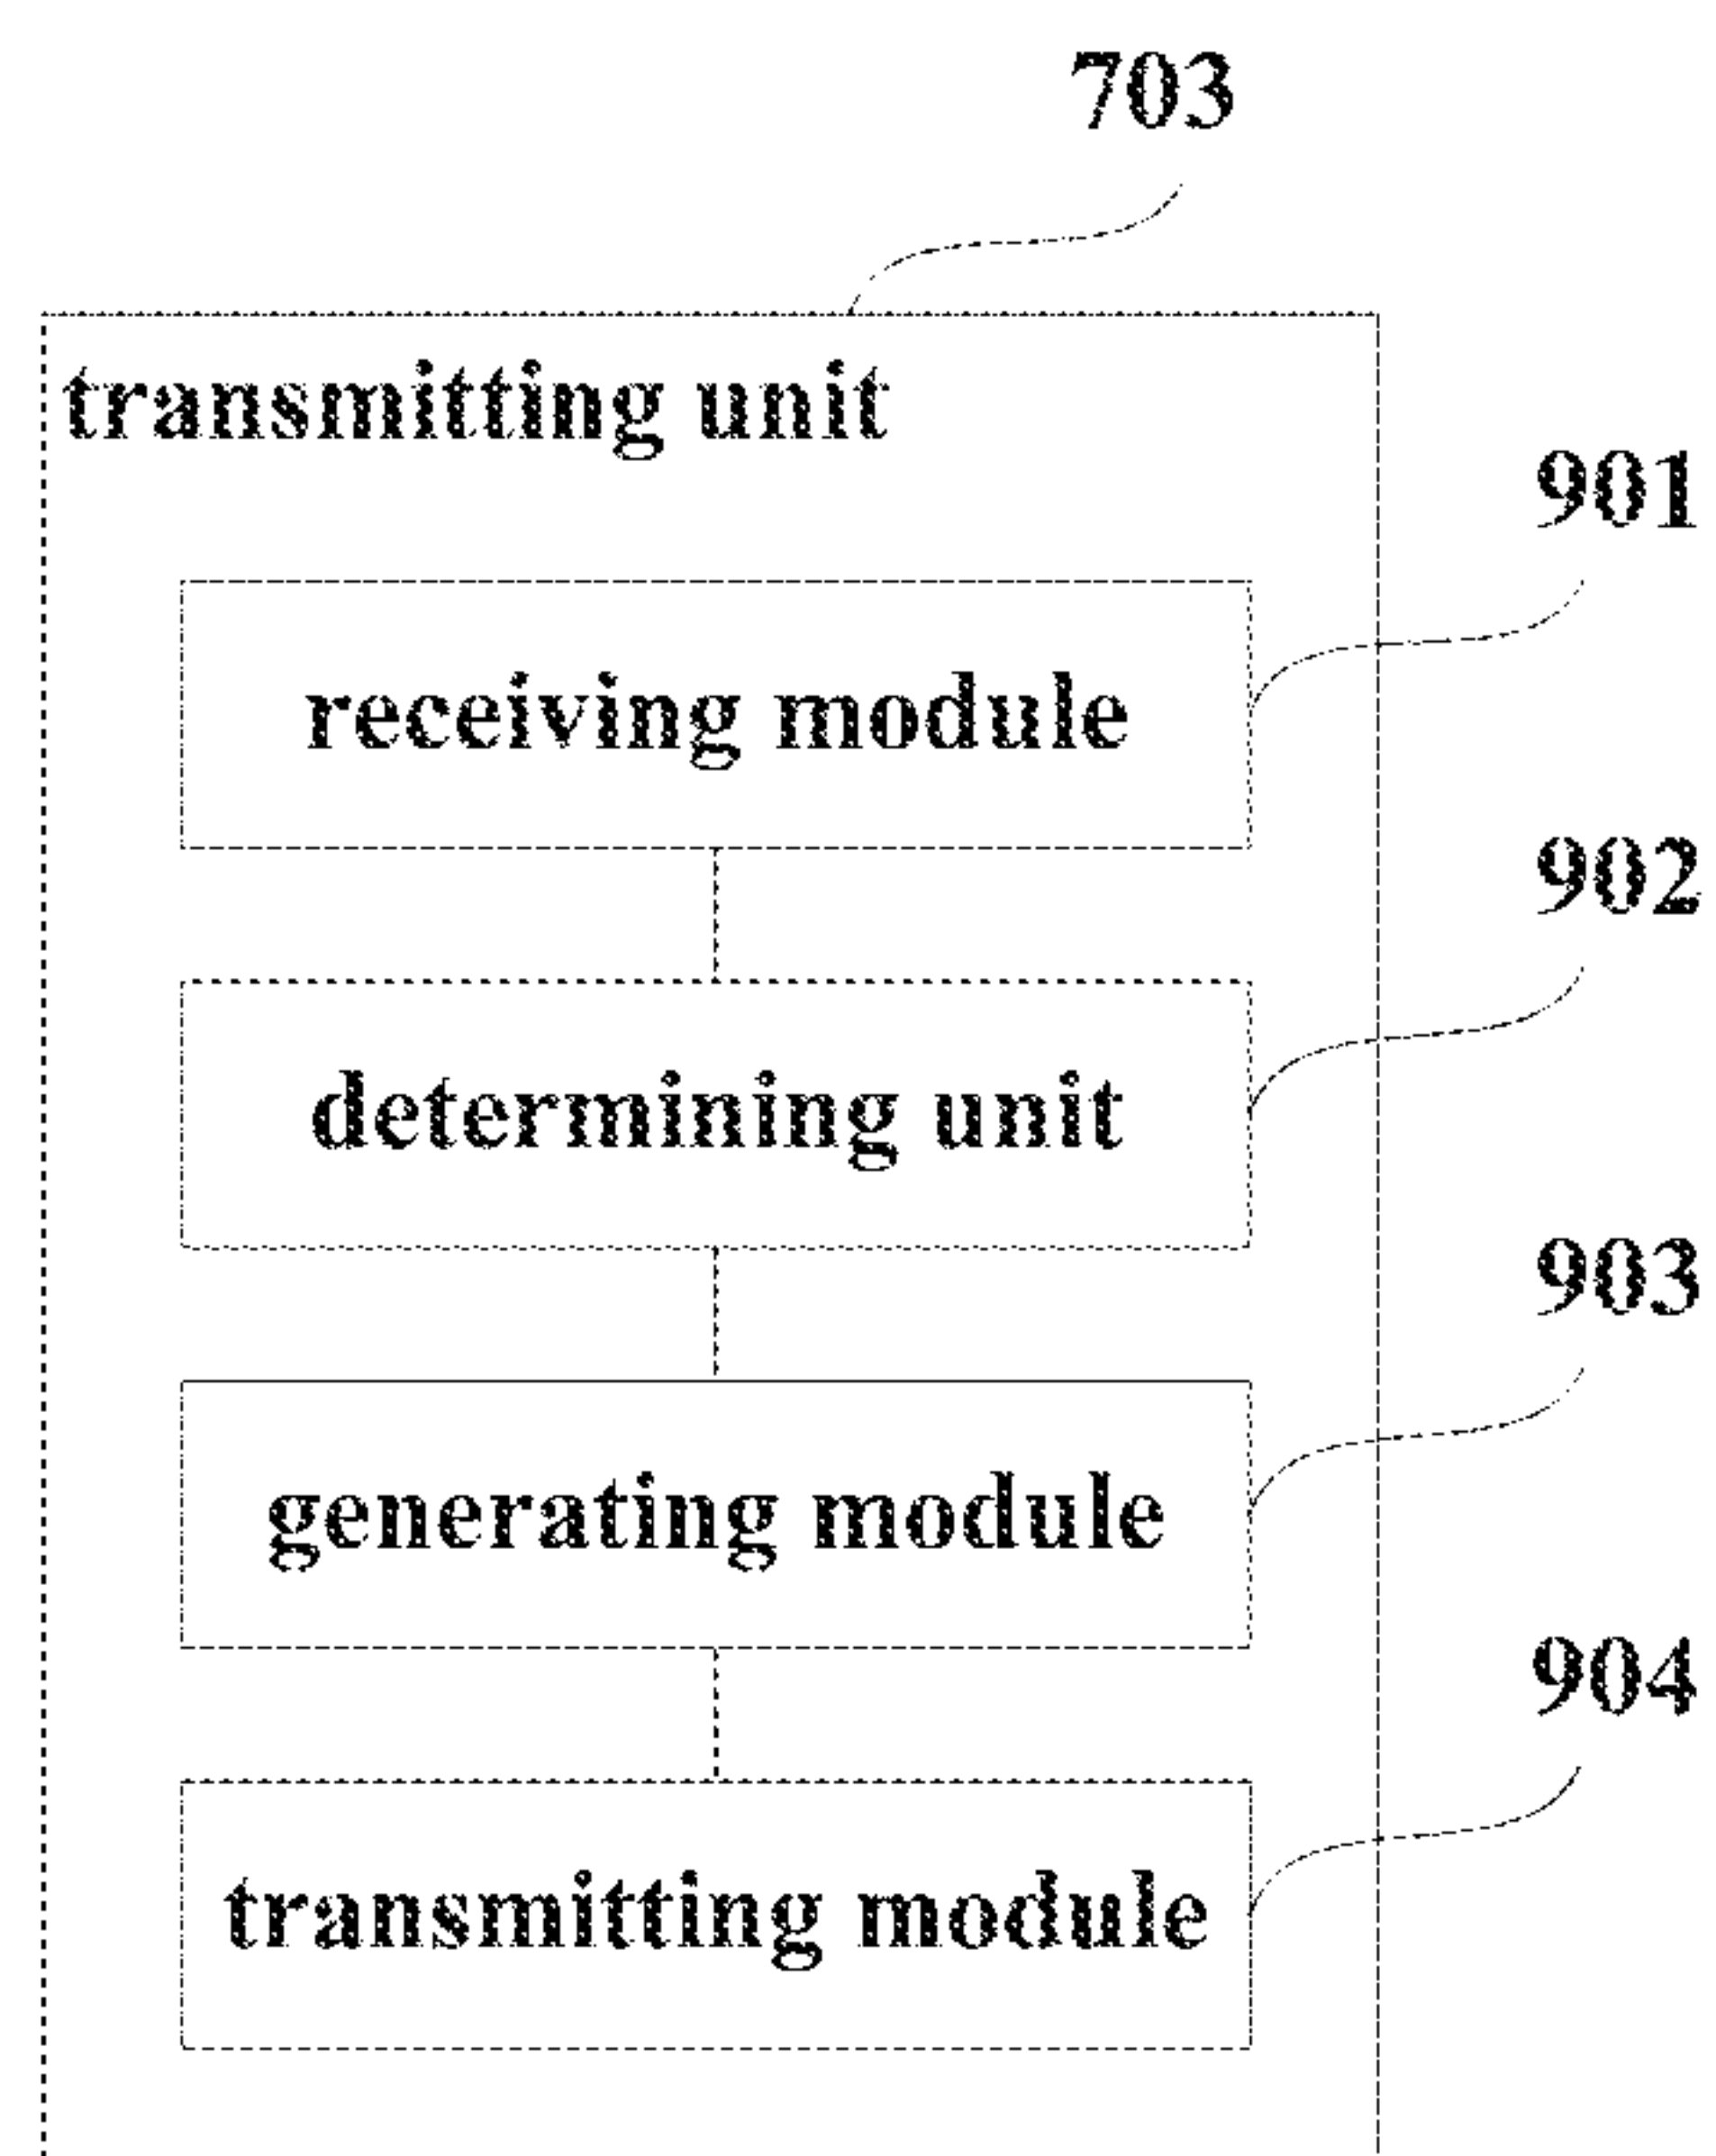 703
transmitting unit
901
receiving module
902
determining unit
903
generating module
904
transmitting module